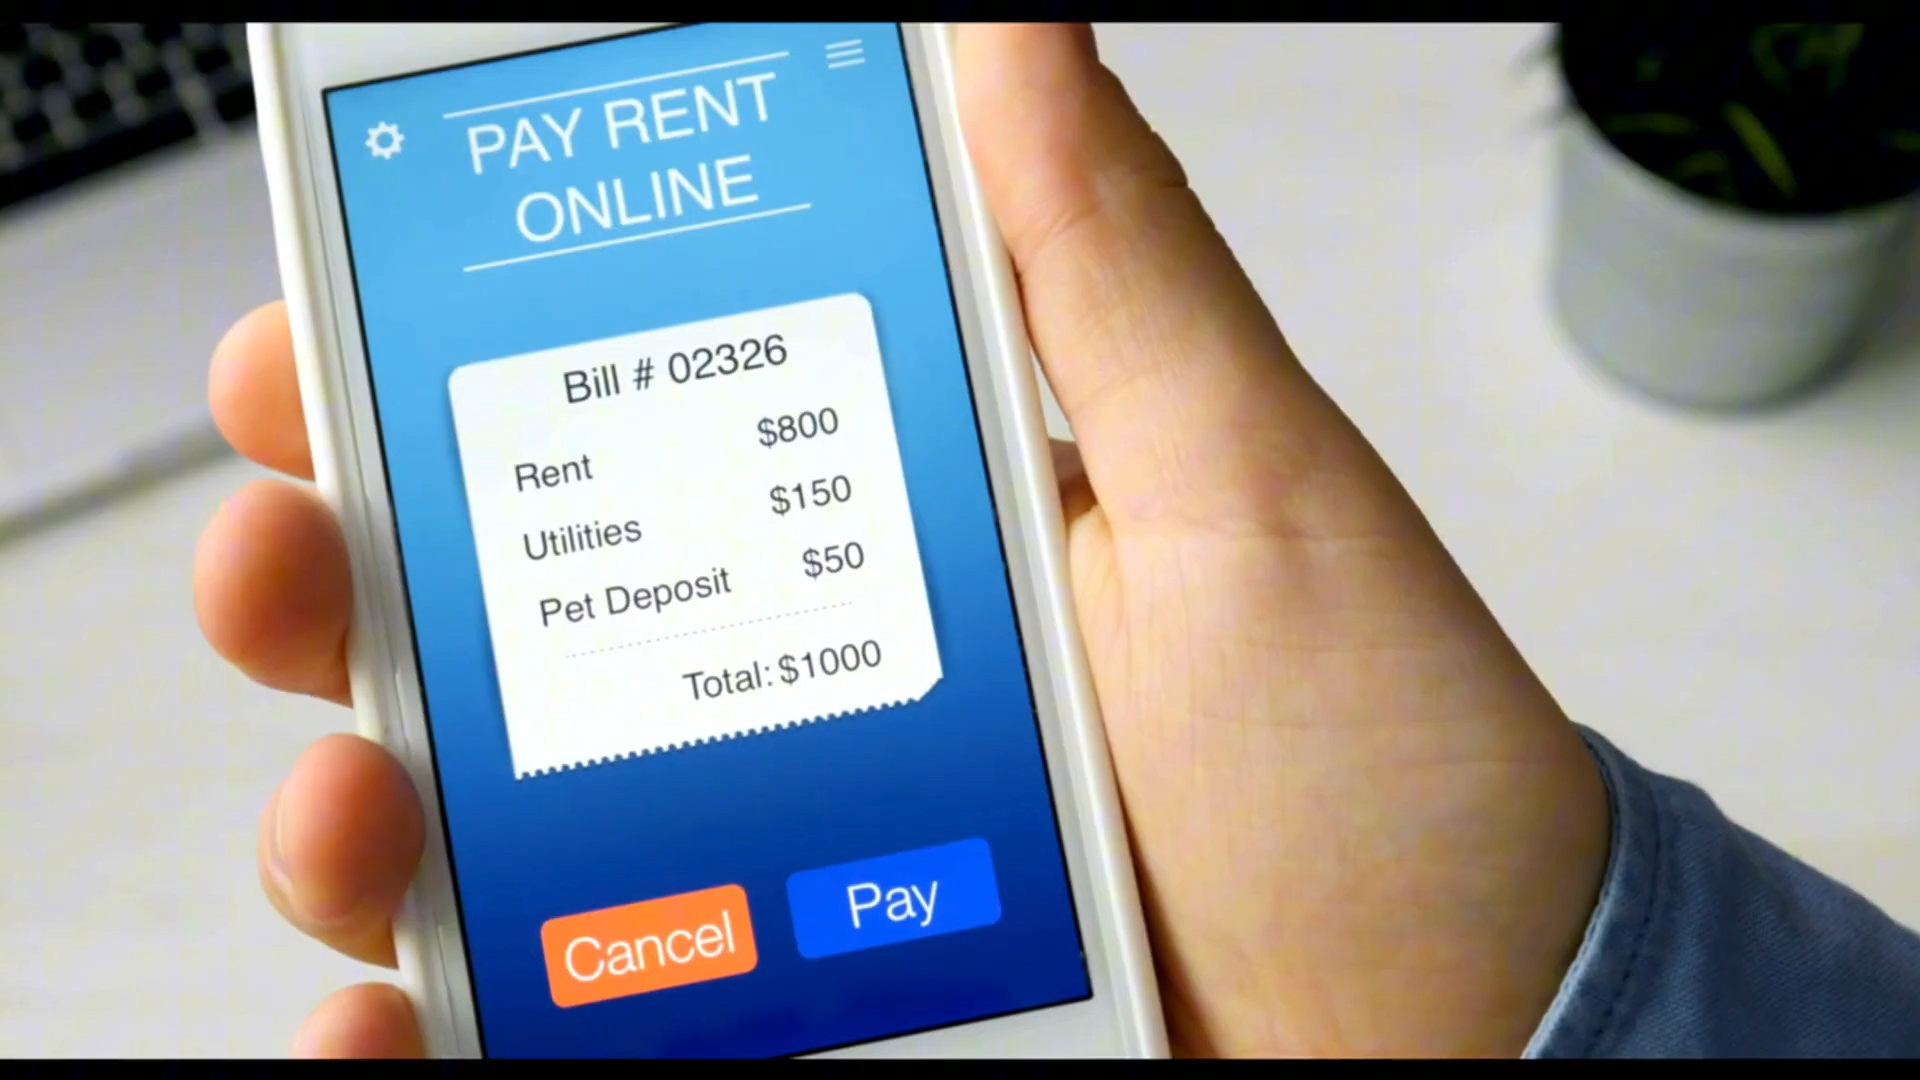 PAY RENT
ONLINE
Bill # 02326
Rent $800
Utilities $150
Pet Deposit $50
Total: $1000
Cancel Pay